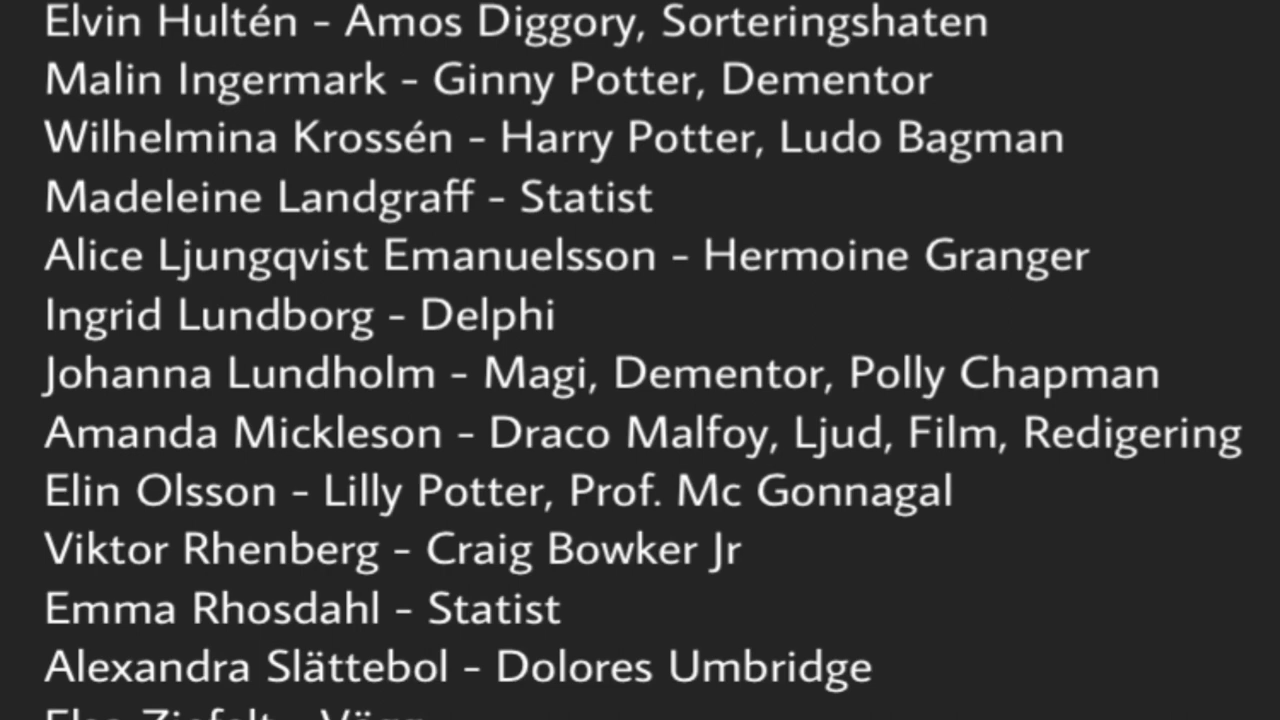 Elvin Hultén - Amos Diggory, Sorteringshaten
Malin Ingermark - Ginny Potter, Dementor
Wilhelmina Krossén - Harry Potter, Ludo Bagman
Madeleine Landgraff - Statist
Alice Ljungqvist Emanuelsson - Hermoine Granger
Ingrid Lundborg - Delphi
Johanna Lundholm - Magi, Dementor, Polly Chapman
Amanda Mickleson - Draco Malfoy, Ljud, Film, Redigering
Elin Olsson - Lilly Potter, Prof. Mc Gonnagal
Viktor Rhenberg - Craig Bowker Jr
Emma Rhosdahl - Statist
Alexandra Slättebol - Dolores Umbridge